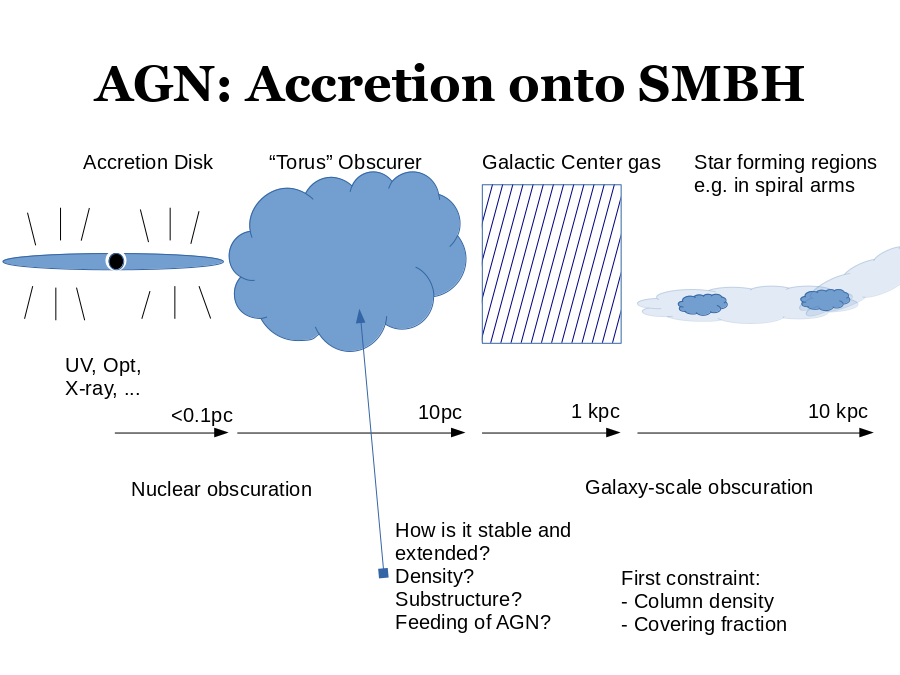 AGN: Accretion onto SMBH
Accretion Disk
“Torus” Obscurer
Galactic Center gas
Star forming regions
e.g. in spiral arms
UV, Opt,
X-ray, ...
<0.1pc
10pc
1 kpc
10 kpc
Nuclear obscuration
Galaxy-scale obscuration
How is it stable and
extended?
Density?
Substructure?
Feeding of AGN?
First constraint:
- Column density
- Covering fraction